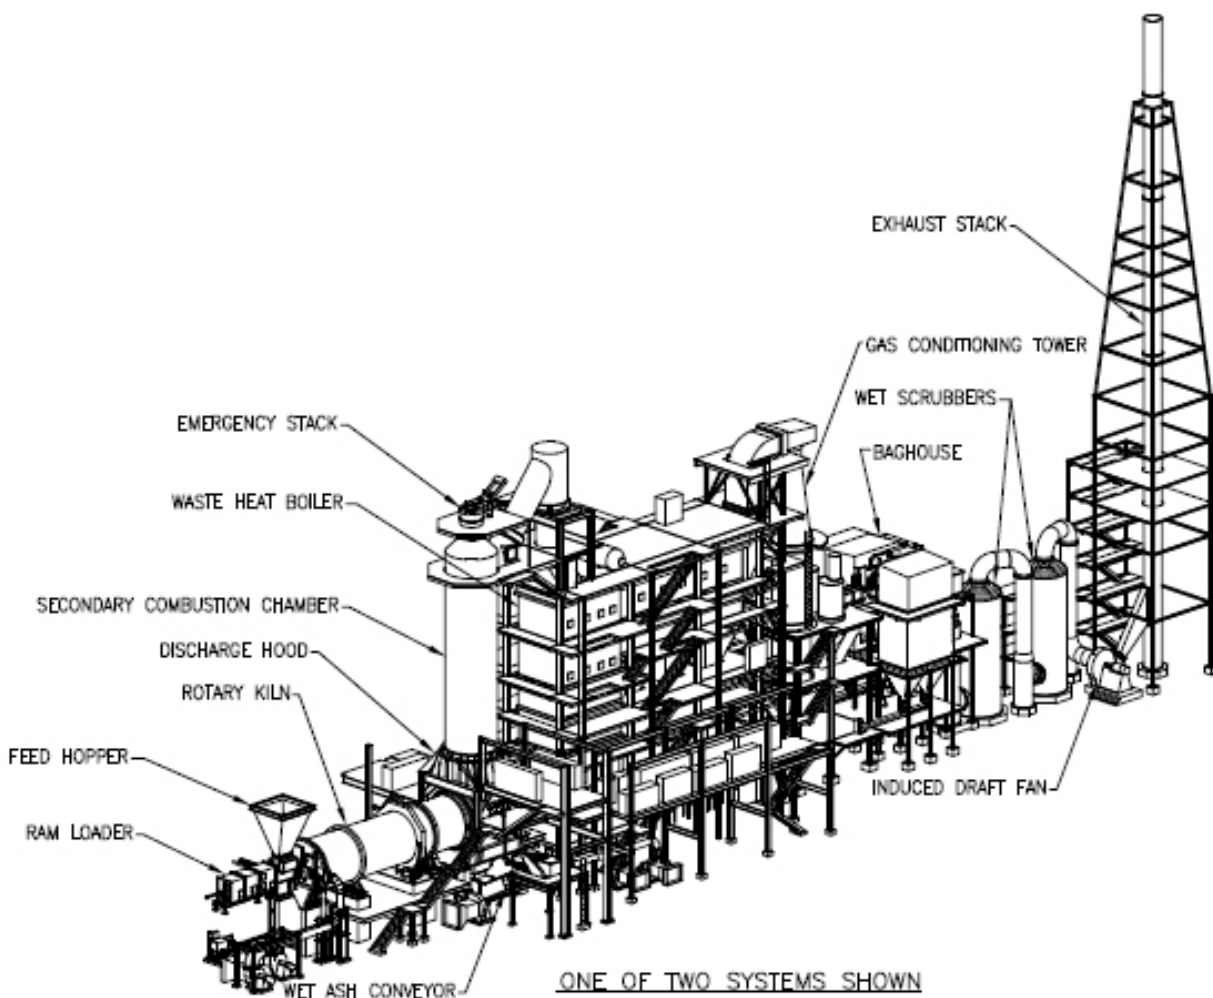 EXHAUST STACK
GAS CONDITIONING TOWER
WET SCRUBBERS
EMERGENCY STACK
BAGHOUSE
WASTE HEAT BOILER
SECONDARY COMBUSTION CHAMBER
DISCHARGE HOOD
ROTARY KILN
FEED HOPPER
INDUCED DRAFT FAN
RAM LOADER
WET ASH CONVEYOR
ONE OF TWO SYSTEMS SHOWN